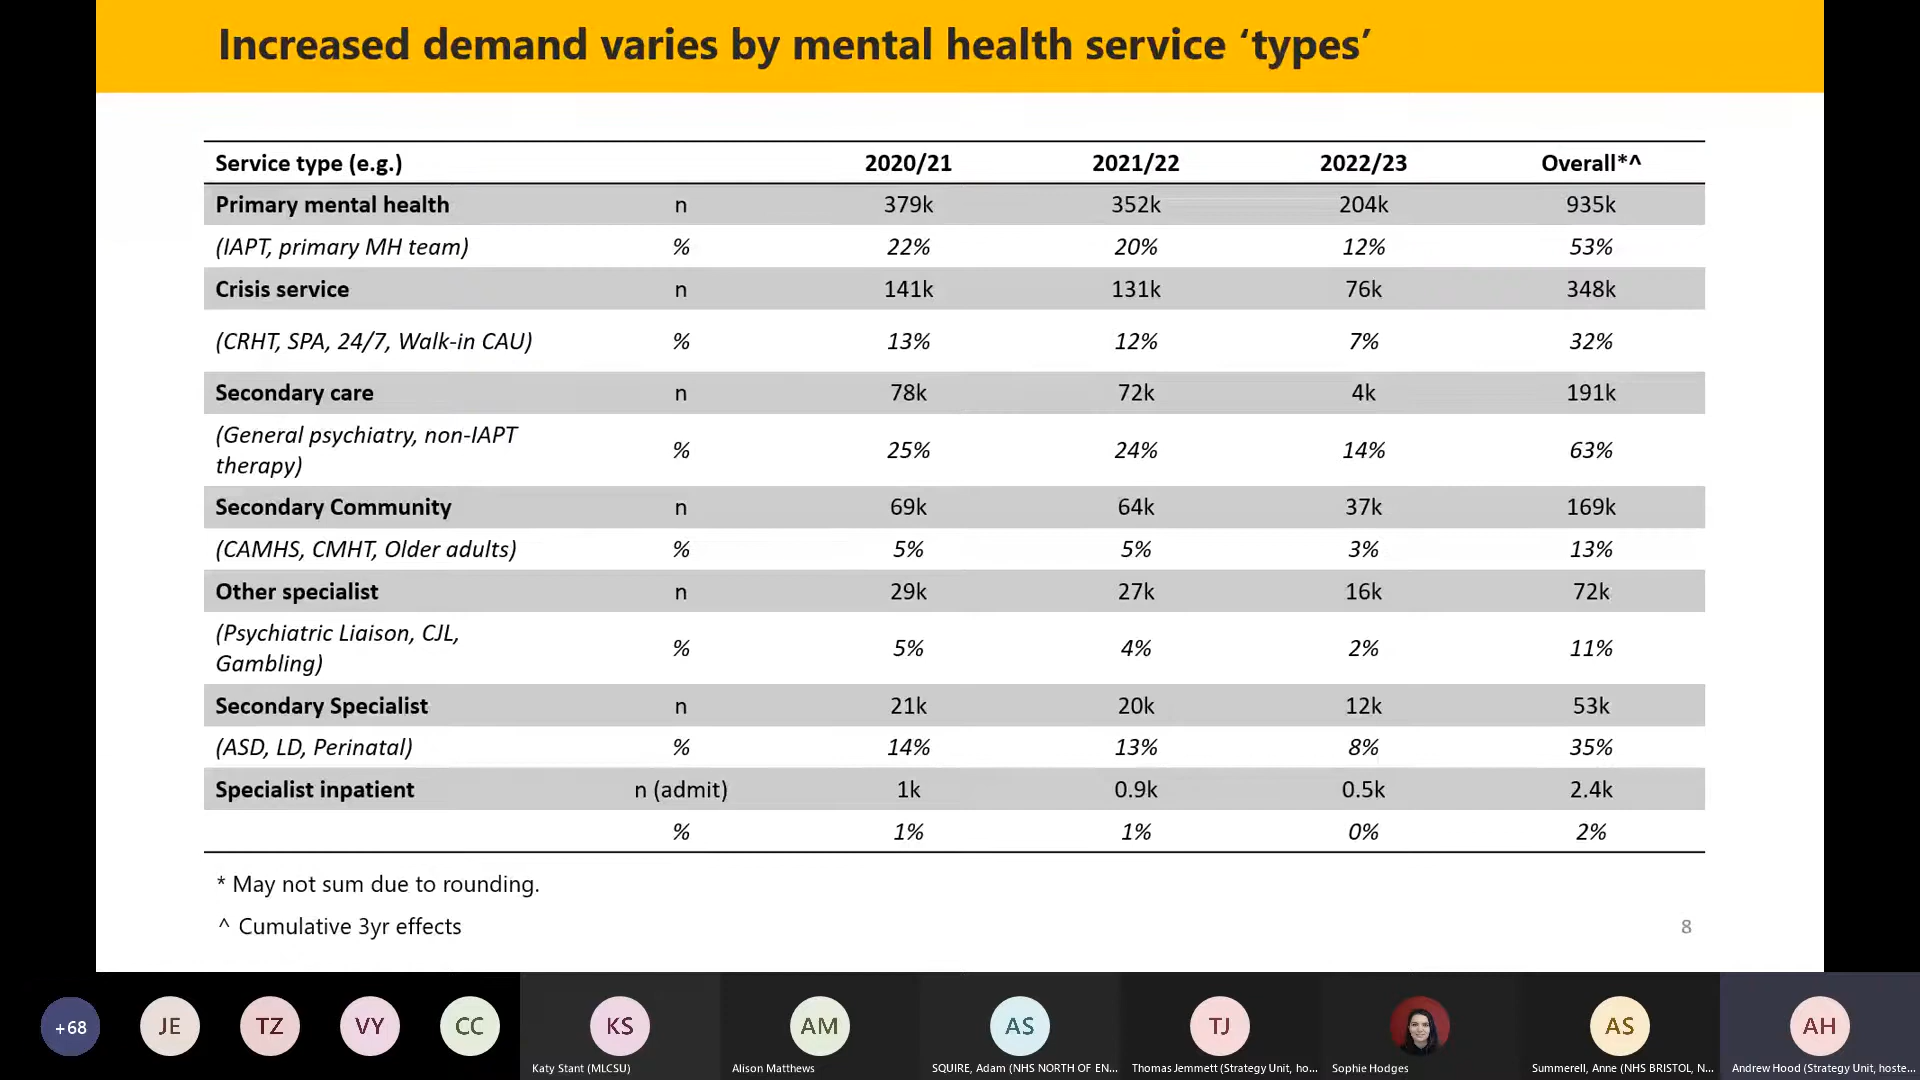 Increased demand varies by mental health service ‘types’
Service type (e.g.) 2020/21 2021/22 2022/23 Overall*^
Primary mental health n 379k 352k 204k 935k
(IAPT, primary MH team) % 22% 20% 12% 53%
Crisis service n 141k 131k 76k 348k
(CRHT, SPA, 24/7, Walk-in CAU) % 13% 12% 7% 32%
Secondary care n 78k 72k 4k 191k
(General psychiatry, non-IAPT
therapy) % 25% 24% 14% 63%
Secondary Community n 69k 64k 37k 169k
(CAMHS, CMHT, Older adults) % 5% 5% 3% 13%
Other specialist n 29k 27k 16k 72k
(Psychiatric Liaison, CJL,
Gambling) % 5% 4% 2% 11%
Secondary Specialist n 21k 20k 12k 53k
(ASD, LD, Perinatal) % 14% 13% 8% 35%
Specialist inpatient n (admit) 1k 0.9k 0.5k 2.4k
% 1% 1% 0% 2%
* May not sum due to rounding.
^ Cumulative 3yr effects
8
+68 JE TZ VY CC KS AM AS TJ AS AH
Katy Stant (MLCSU) Alison Matthews SQUIRE, Adam (NHS NORTH OF EN... Thomas Jemmett (Strategy Unit, ho... Sophie Hodges Summerell, Anne (NHS BRISTOL, N... Andrew Hood (Strategy Unit, hoste...